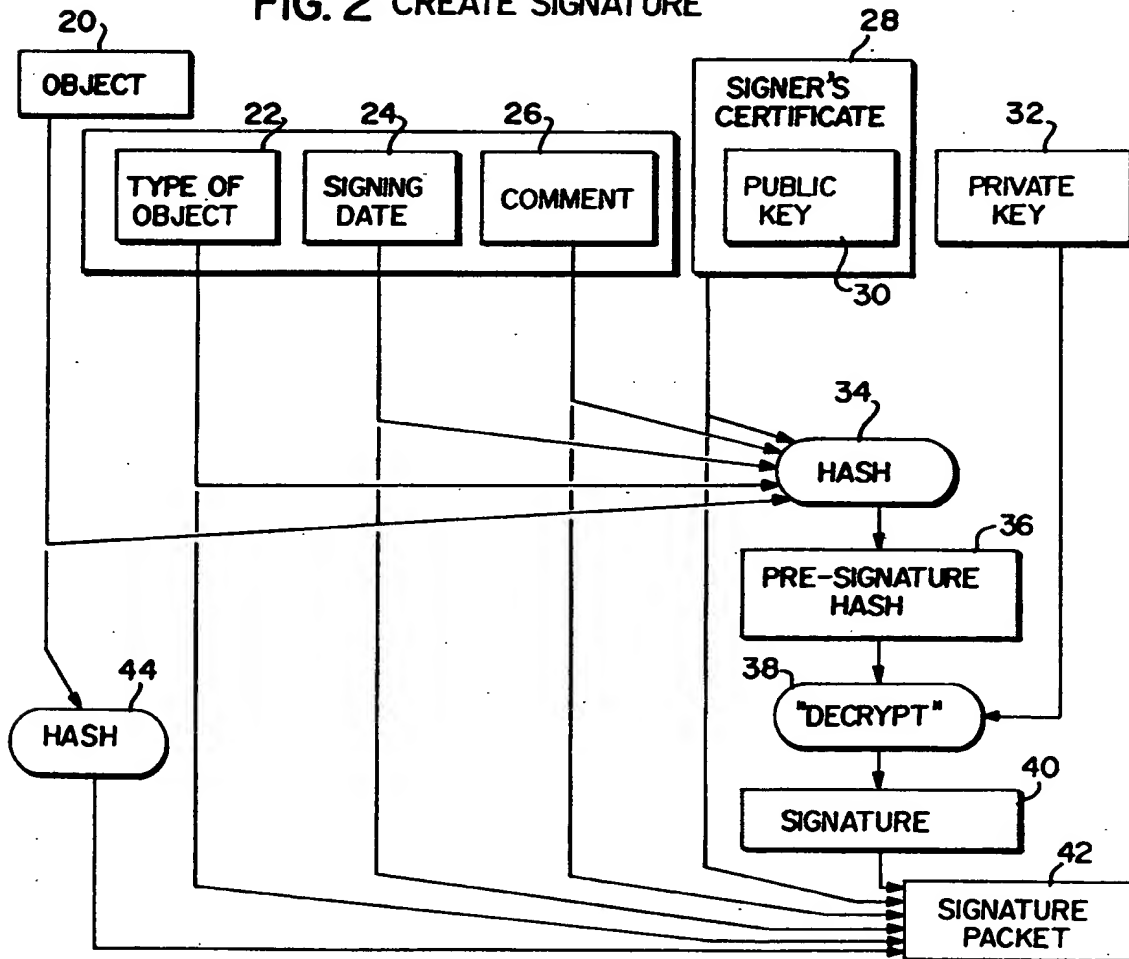 FIG. 2 CREATE SIGNATURE
20
28
OBJECT
22
24
26
SIGNER'S
CERTIFICATE
32
TYPE OF
OBJECT
SIGNING
DATE
COMMENT
PUBLIC
KEY
PRIVATE
KEY
30
34
HASH
36
PRE-SIGNATURE
HASH
44
38
"DECRYPT"
HASH
40
SIGNATURE
42
SIGNATURE
PACKET